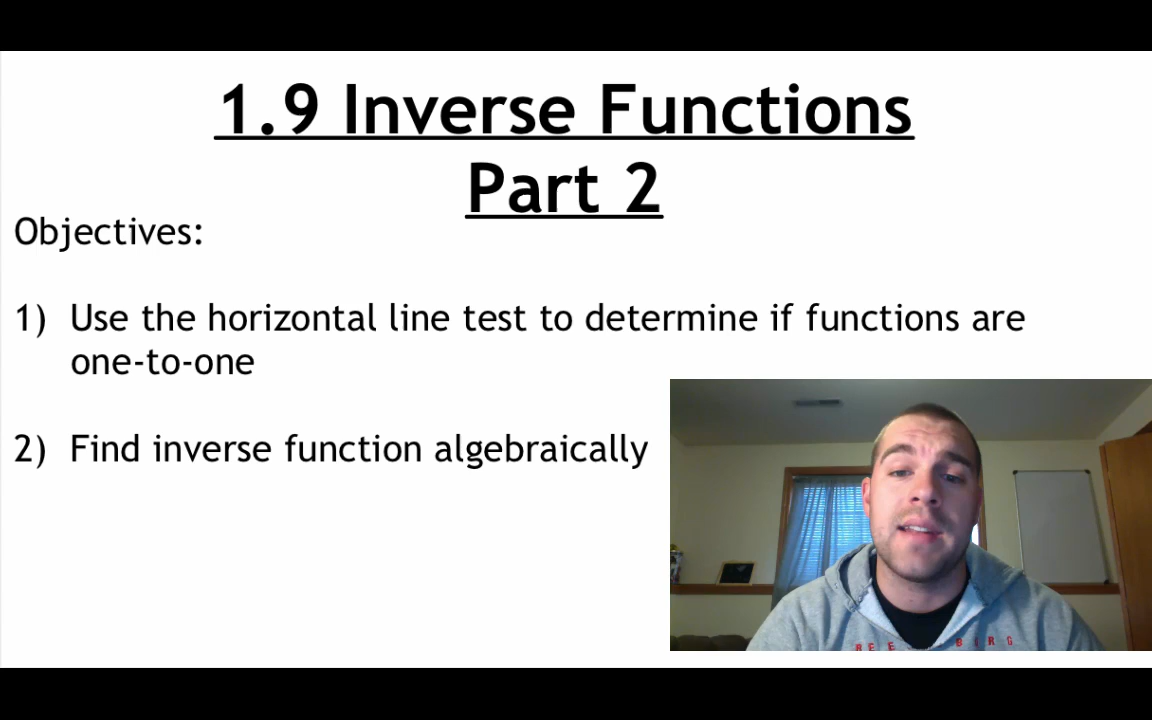 1.9 Inverse Functions
Part 2
Objectives:
1) Use the horizontal line test to determine if functions are
one-to-one
2) Find inverse function algebraically